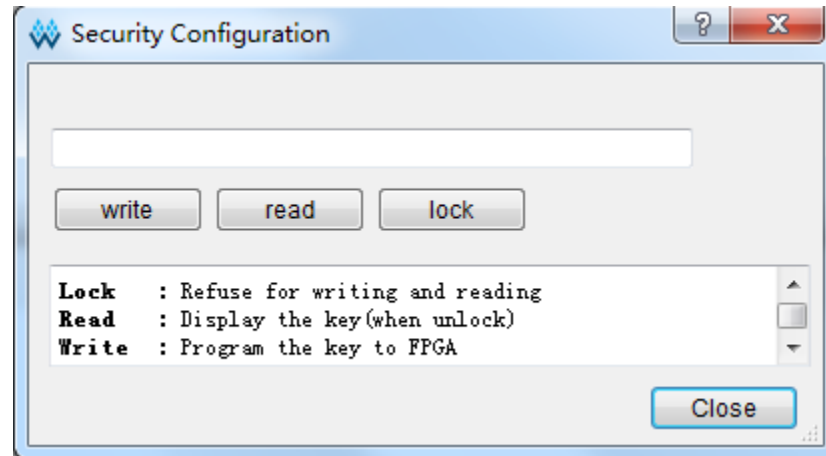 Security Configuration
write read lock
Lock : Refuse for writing and reading
Read : Display the key(when unlock)
Write : Program the key to FPGA
Close